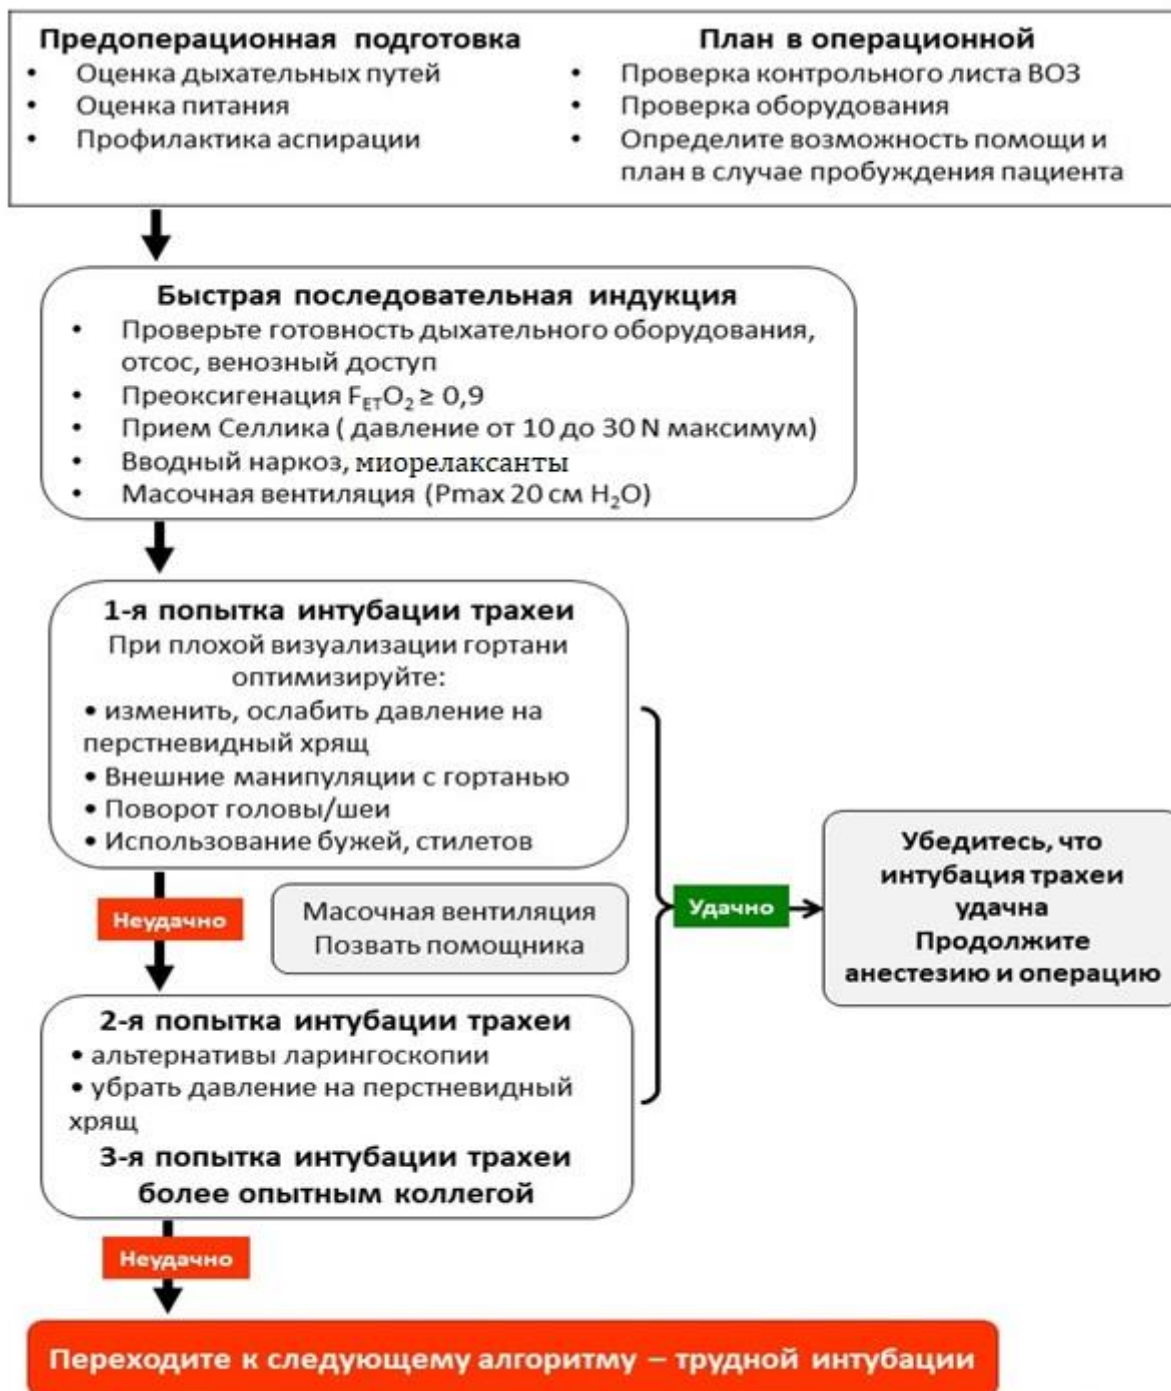 Предоперационная подготовка
• Оценка дыхательных путей
• Оценка питания
• Профилактика аспирации
План в операционной
• Проверка контрольного листа ВОЗ
• Проверка оборудования
• Определите возможность помощи и
план в случае пробуждения пациента
Быстрая последовательная индукция
• Проверьте готовность дыхательного оборудования,
отсос, венозный доступ
• Преоксигенация FETO2 ≥ 0,9
• Прием Селлика ( давление от 10 до 30 N максимум)
• Вводный наркоз, миорелаксанты
• Масочная вентиляция (Pmax 20 см H2O)
1-я попытка интубации трахеи
При плохой визуализации гортани
оптимизируйте:
• изменить, ослабить давление на
перстневидный хрящ
• Внешние манипуляции с гортанью
• Поворот головы/шеи
• Использование бужей, стилетов
Неудачно
Масочная вентиляция
Позвать помощника
Удачно
Убедитесь, что
интубация трахеи
удачна
Продолжите
анестезию и операцию
2-я попытка интубации трахеи
• альтернативы ларингоскопии
• убрать давление на перстневидный
хрящ
3-я попытка интубации трахеи
более опытным коллегой
Неудачно
Переходите к следующему алгоритму – трудной интубации